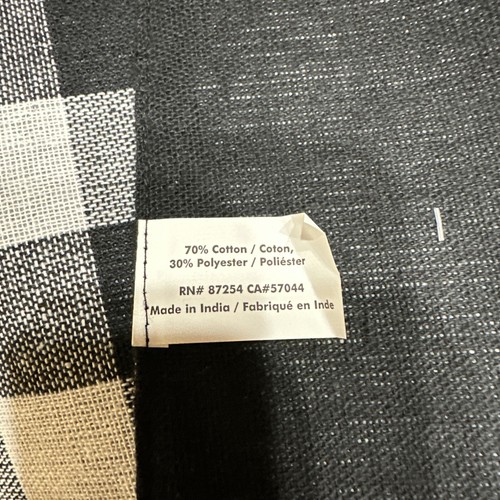 70% Cotton / Coton,
30% Polyester / Poliéster
RN# 87254 CA#57044
Made in India / Fabriqué en Inde